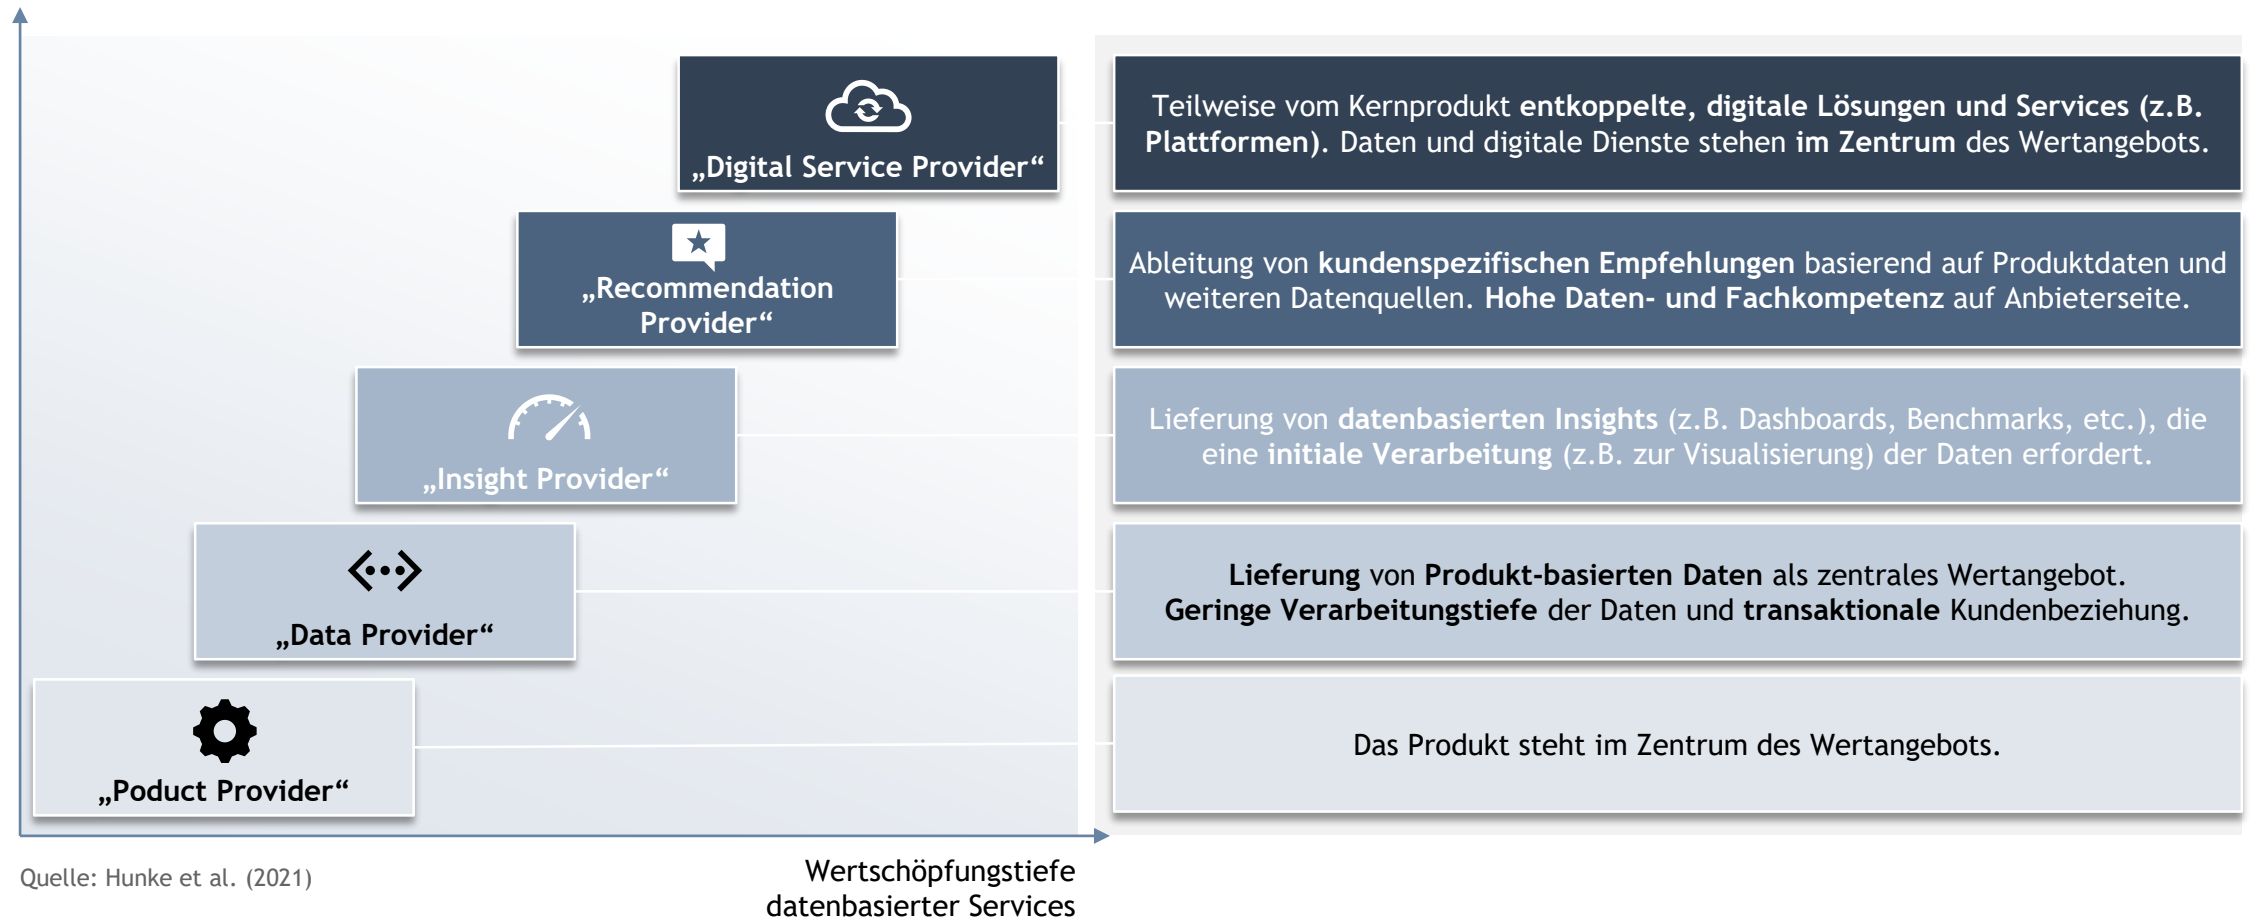 „Digital Service Provider“
Teilweise vom Kernprodukt entkoppelte, digitale Lösungen und Services (z.B.
Plattformen). Daten und digitale Dienste stehen im Zentrum des Wertangebots.
„Recommendation
Provider“
Ableitung von kundenspezifischen Empfehlungen basierend auf Produktdaten und
weiteren Datenquellen. Hohe Daten- und Fachkompetenz auf Anbieterseite.
„Insight Provider“
Lieferung von datenbasierten Insights (z.B. Dashboards, Benchmarks, etc.), die
eine initiale Verarbeitung (z.B. zur Visualisierung) der Daten erfordert.
„Data Provider“
Lieferung von Produkt-basierten Daten als zentrales Wertangebot.
Geringe Verarbeitungstiefe der Daten und transaktionale Kundenbeziehung.
„Poduct Provider“
Das Produkt steht im Zentrum des Wertangebots.
Quelle: Hunke et al. (2021)
Wertschöpfungstiefe
datenbasierter Services